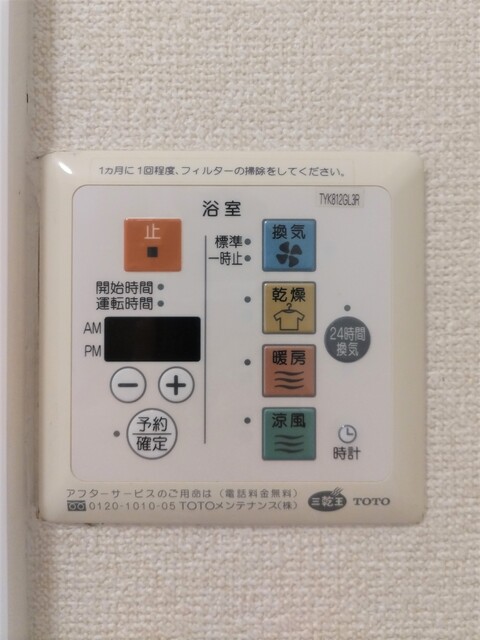 1ヵ月に1回程度、フィルターの掃除をしてください。
TYK812GL3R
浴室
止
換気
標準
一時止
開始時間
運転時間
乾燥
AM
PM
24時間
換気
暖房
予約
確定
涼風
時計
アフターサービスのご用命は(電話料金無料)
0120-1010-05 TOTOメンテナンス(株)
三乾王 TOTO